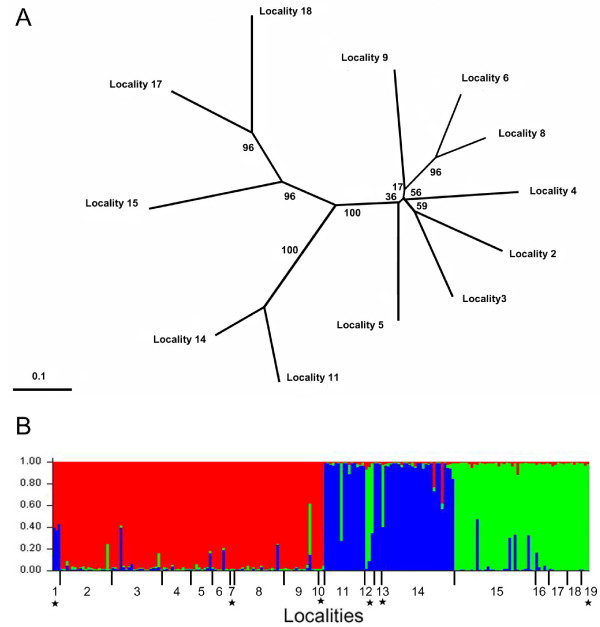 A
Locality 18
Locality 9
Locality 17
Locality 6
Locality 8
96
96
17
56
Locality 4
36
96
59
Locality 15
100
100
Locality 2
Locality3
Locality 5
Locality 14
Locality 11
0.1
B
1.00
0.80
0.60
0.40
0.20
0.00
1 2 3 4 5 6 7 8 9 10 11 12 13 14 15 16 17 18 19
★ ★ ★ ★ ★ ★
Localities